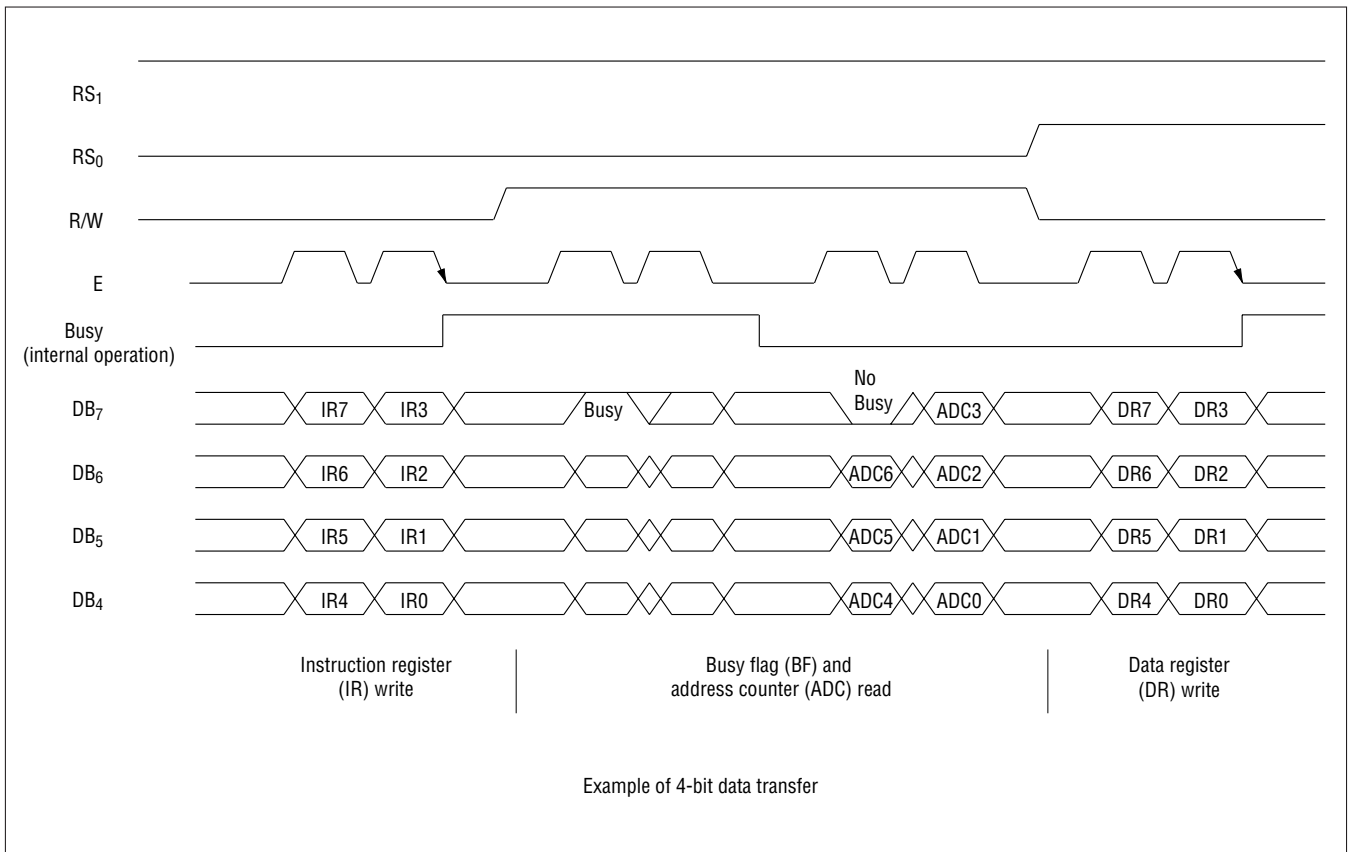 RS1
RS0
R/W
E
Busy
(internal operation)
No
DB7 IR7 IR3 Busy Busy ADC3 DR7 DR3
DB6 IR6 IR2 ADC6 ADC2 DR6 DR2
DB5 IR5 IR1 ADC5 ADC1 DR5 DR1
DB4 IR4 IR0 ADC4 ADC0 DR4 DR0
Instruction register
(IR) write
Busy flag (BF) and
address counter (ADC) read
Data register
(DR) write
Example of 4-bit data transfer